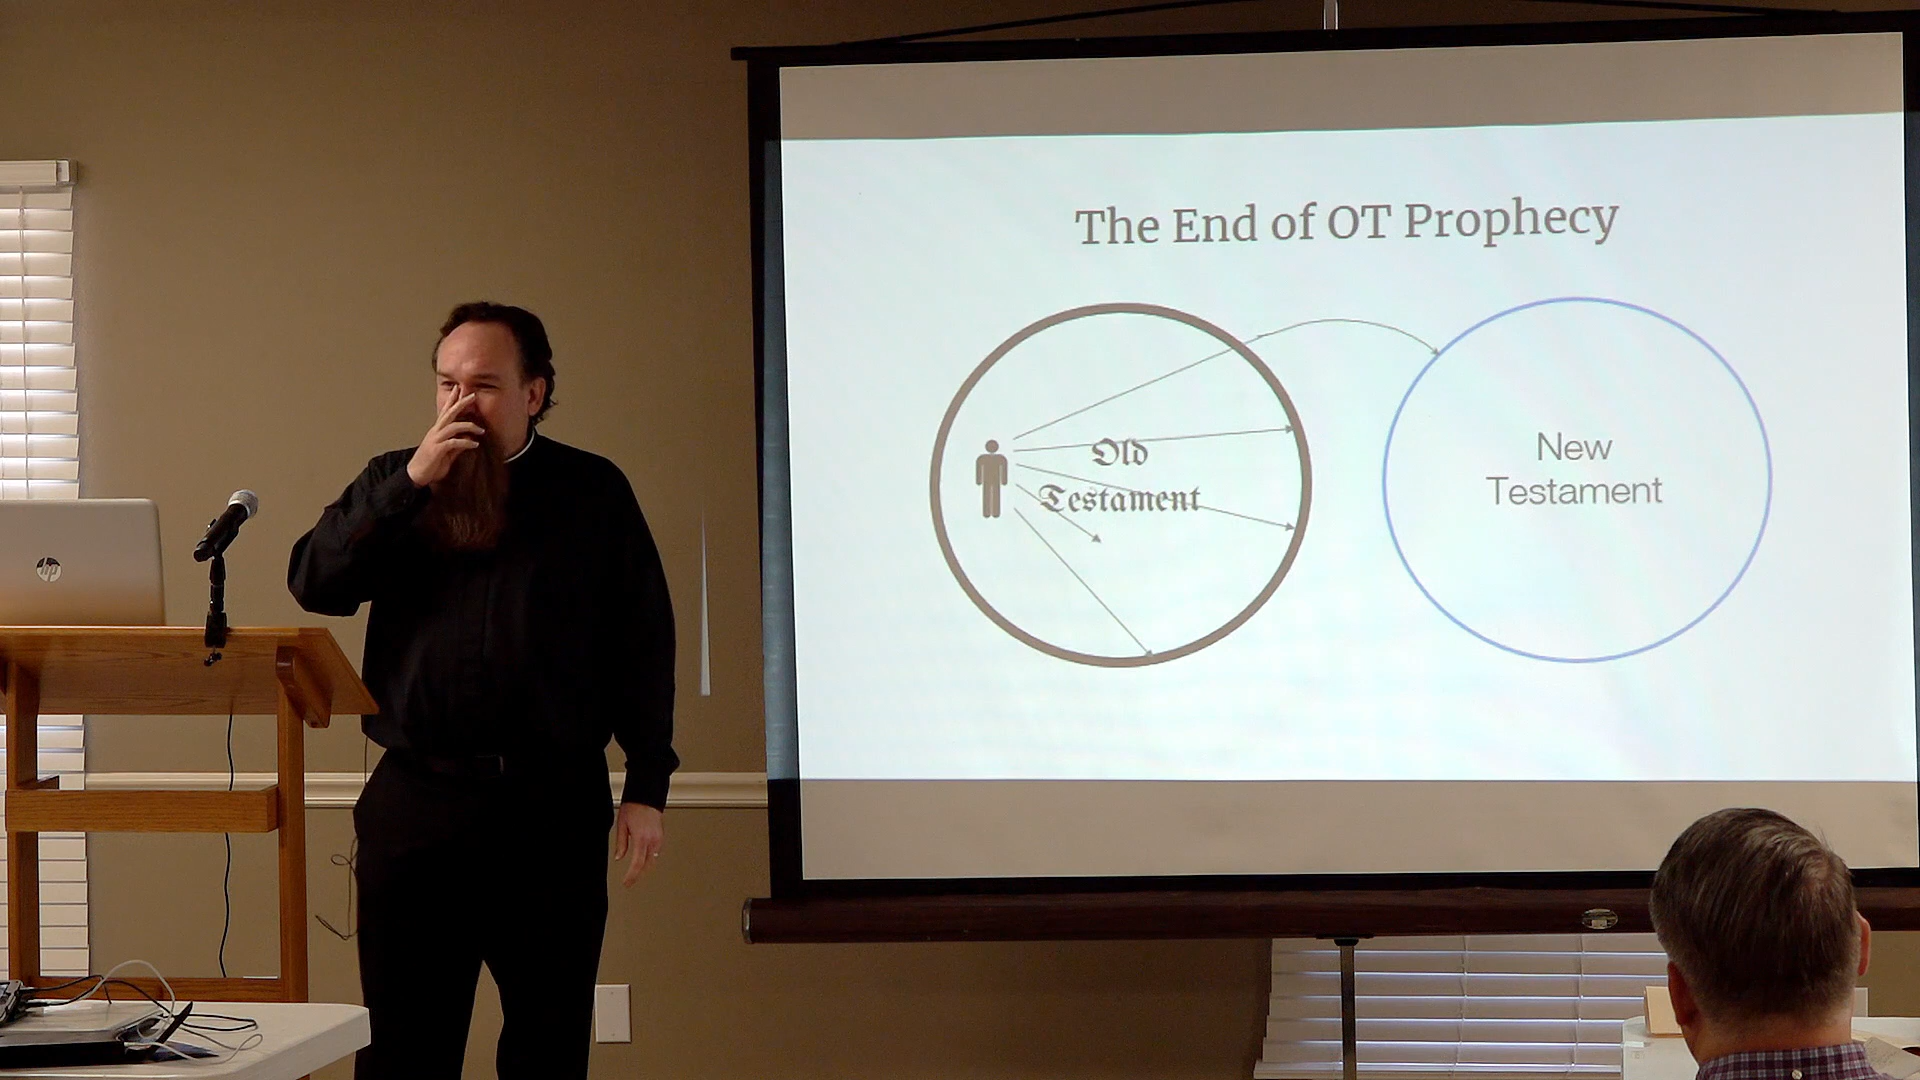 The End of OT Prophecy
Old
Testament
New
Testament
hp